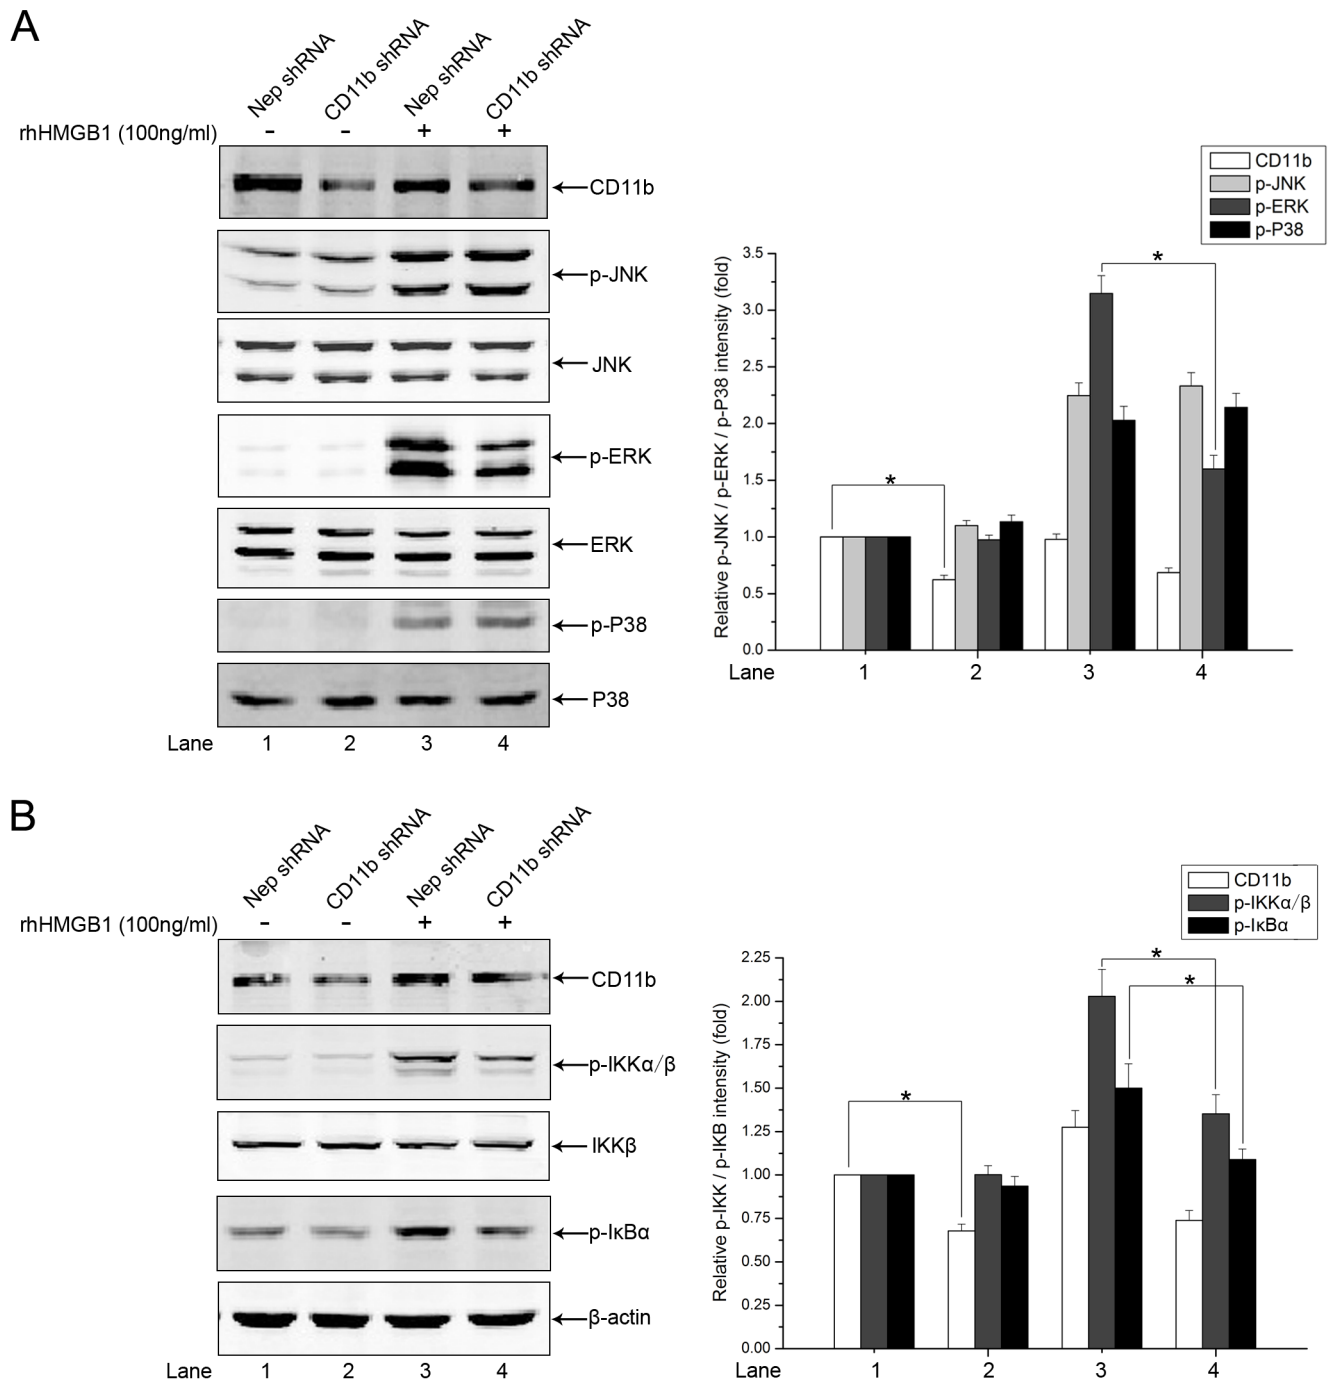 A
Nep shRNA
CD11b shRNA
Nep shRNA
CD11b shRNA
rhHMGB1 (100ng/ml) - - + +
CD11b
p-JNK
JNK
p-ERK
ERK
p-P38
P38
Lane 1 2 3 4
CD11b
p-JNK
p-ERK
p-P38
Relative p-JNK / p-ERK / p-P38 intensity (fold)
3.5
3.0
2.5
2.0
1.5
1.0
0.5
0.0
*
*
Lane 1 2 3 4
B
Nep shRNA
CD11b shRNA
Nep shRNA
CD11b shRNA
rhHMGB1 (100ng/ml) - - + +
CD11b
p-IKKα/β
IKKβ
p-IκBα
β-actin
Lane 1 2 3 4
CD11b
p-IKKα/β
p-IκBα
Relative p-IKK / p-IKB intensity (fold)
2.25
2.00
1.75
1.50
1.25
1.00
0.75
0.50
0.25
0.00
*
*
*
Lane 1 2 3 4